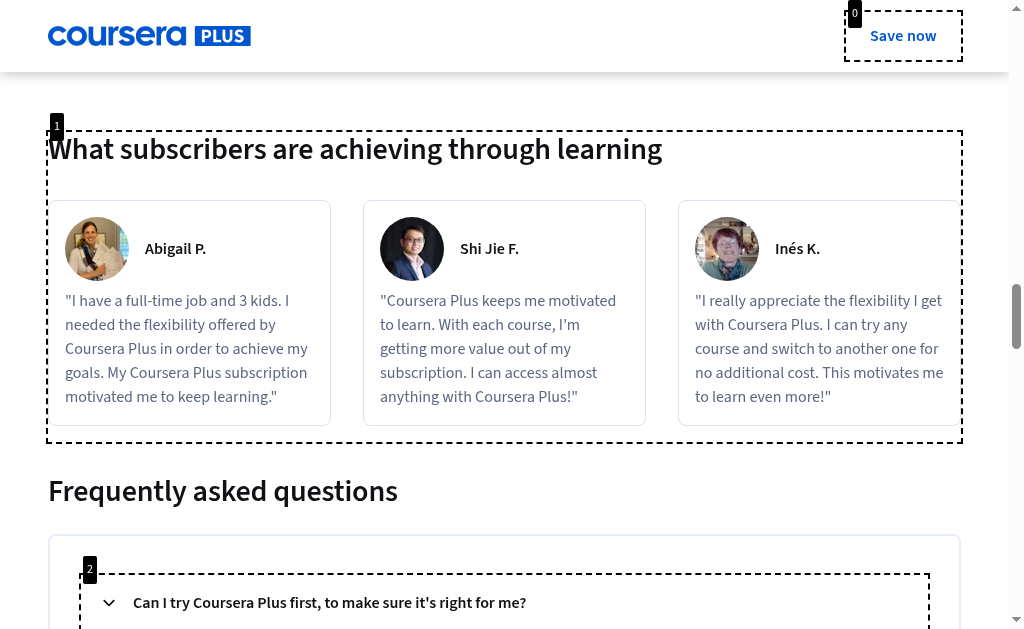 coursera PLUS
0
Save now
1
What subscribers are achieving through learning
Abigail P.
"I have a full-time job and 3 kids. I
needed the flexibility offered by
Coursera Plus in order to achieve my
goals. My Coursera Plus subscription
motivated me to keep learning."
Shi Jie F.
"Coursera Plus keeps me motivated
to learn. With each course, I’m
getting more value out of my
subscription. I can access almost
anything with Coursera Plus!"
Inés K.
"I really appreciate the flexibility I get
with Coursera Plus. I can try any
course and switch to another one for
no additional cost. This motivates me
to learn even more!"
Frequently asked questions
2
Can I try Coursera Plus first, to make sure it's right for me?